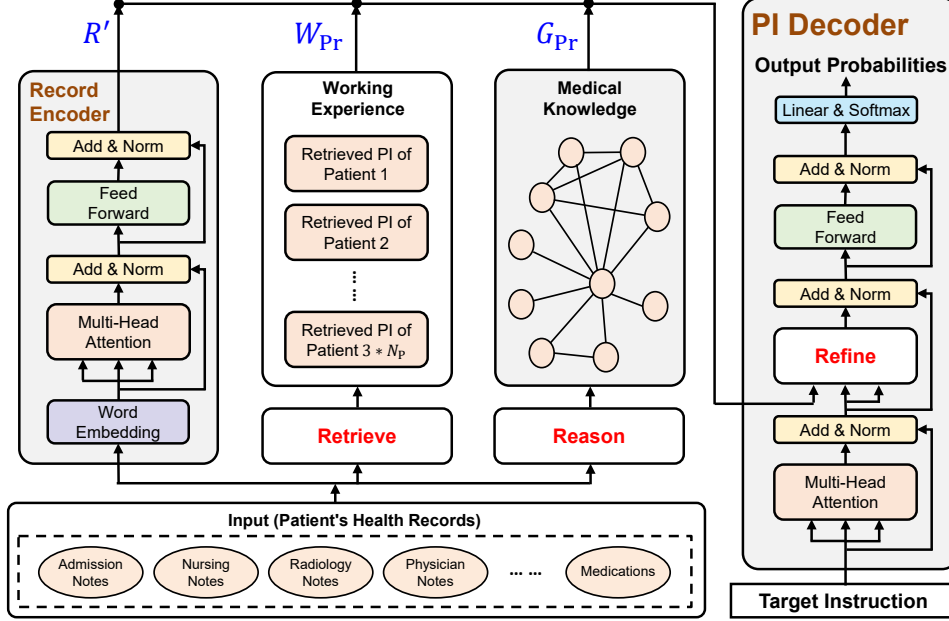 R′
W_Pr
G_Pr
Record
Encoder
Add & Norm
Feed
Forward
Add & Norm
Multi-Head
Attention
Word
Embedding
Working
Experience
Retrieved PI of
Patient 1
Retrieved PI of
Patient 2
......
Retrieved PI of
Patient 3 * N_P
Retrieve
Medical
Knowledge
Reason
Input (Patient's Health Records)
Admission
Notes
Nursing
Notes
Radiology
Notes
Physician
Notes
... ...
Medications
PI Decoder
Output Probabilities
Linear & Softmax
Add & Norm
Feed
Forward
Add & Norm
Refine
Add & Norm
Multi-Head
Attention
Target Instruction